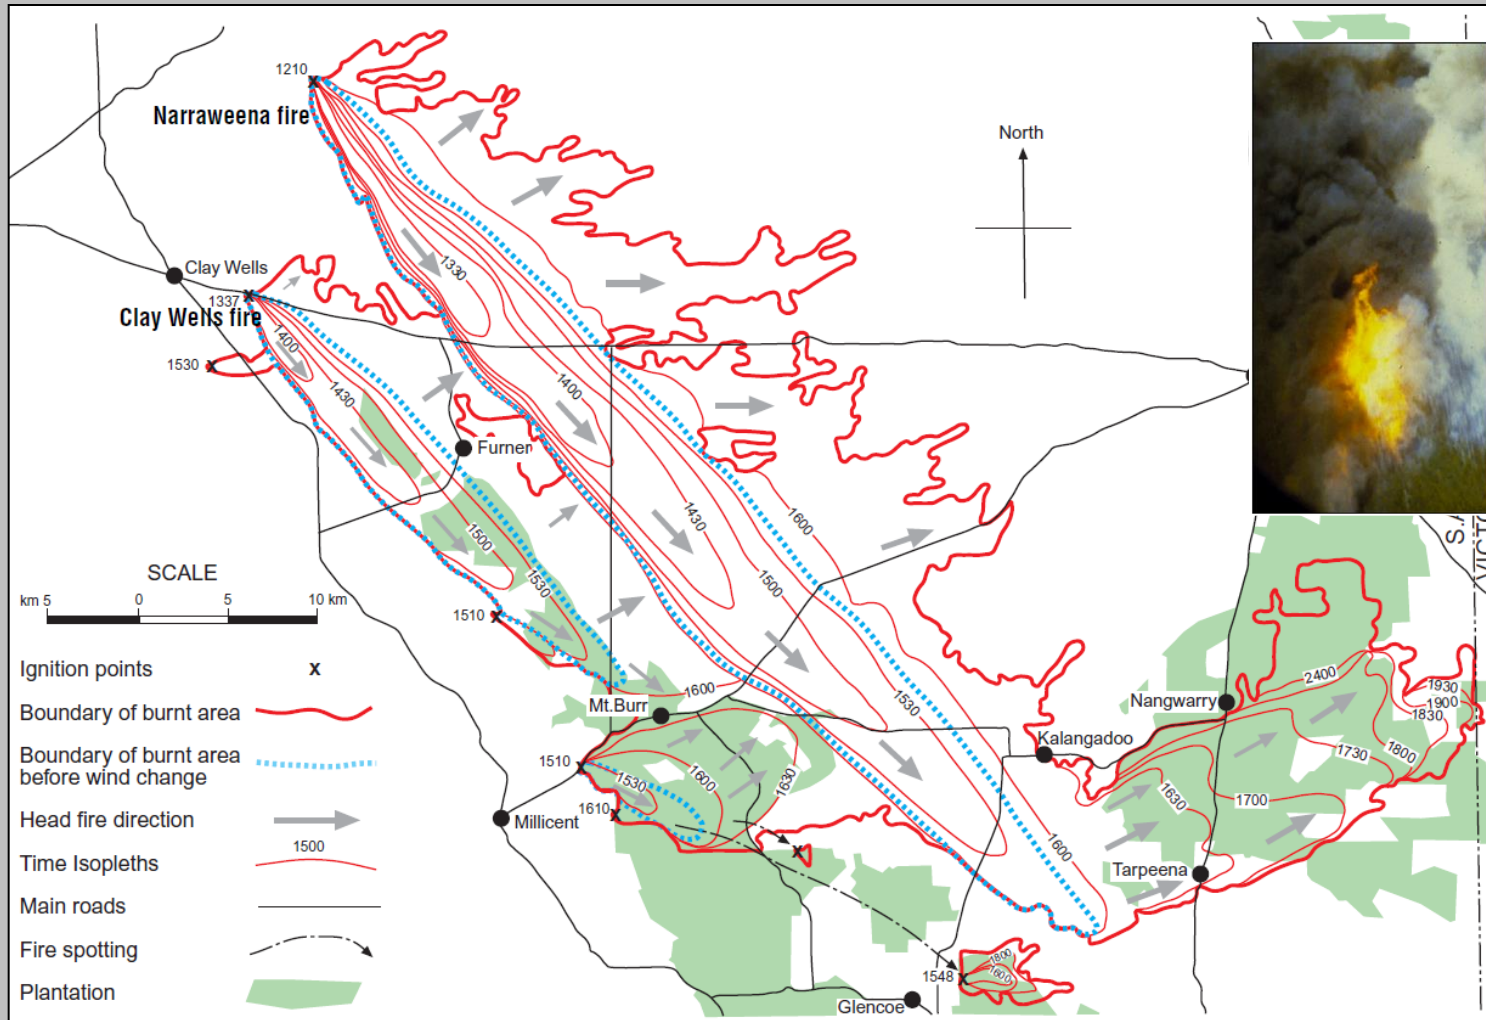 1210
Narraweena fire
North
Clay Wells
1337
Clay Wells fire
1330
1400
1530
1430
1400
Furner
1430
1600
1500
1500
1530
SCALE
km 5 0 5 10 km
1510
1600
1530
Mt.Burr
1510
1530
1600
1630
1610
Millicent
Kalangadoo
Nangwarry
2400
1930
1900
1830
1800
1730
1700
1630
1600
Tarpeena
1548
1800
1600
Glencoe
Ignition points x
Boundary of burnt area
Boundary of burnt area
before wind change
Head fire direction
Time Isopleths 1500
Main roads
Fire spotting
Plantation